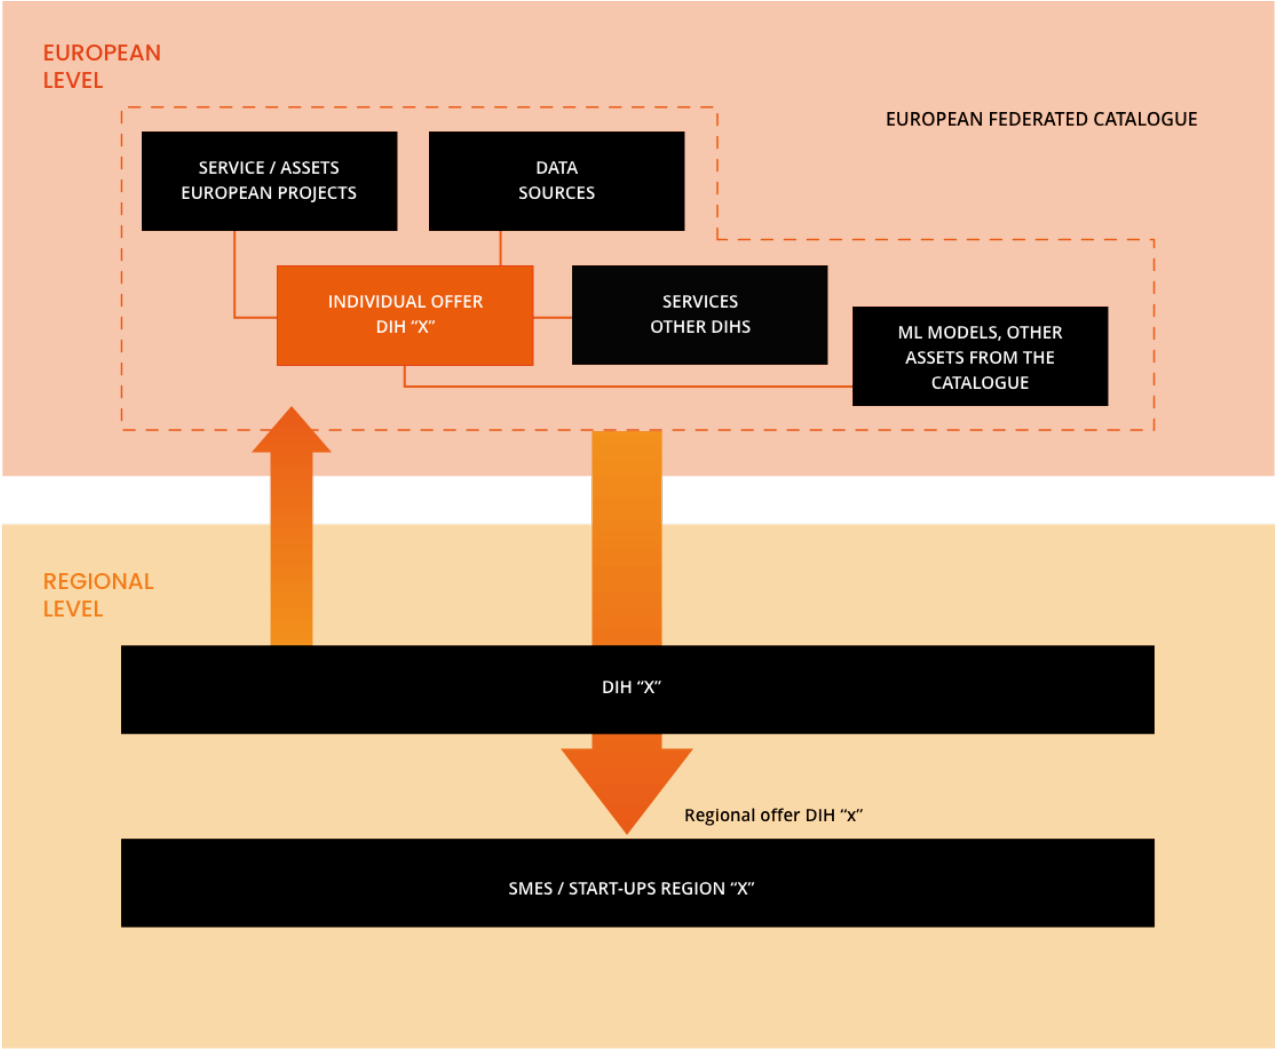 EUROPEAN
LEVEL
EUROPEAN FEDERATED CATALOGUE
SERVICE / ASSETS
EUROPEAN PROJECTS
DATA
SOURCES
INDIVIDUAL OFFER
DIH “X”
SERVICES
OTHER DIHS
ML MODELS, OTHER
ASSETS FROM THE
CATALOGUE
REGIONAL
LEVEL
DIH “X”
Regional offer DIH “x”
SMES / START-UPS REGION “X”